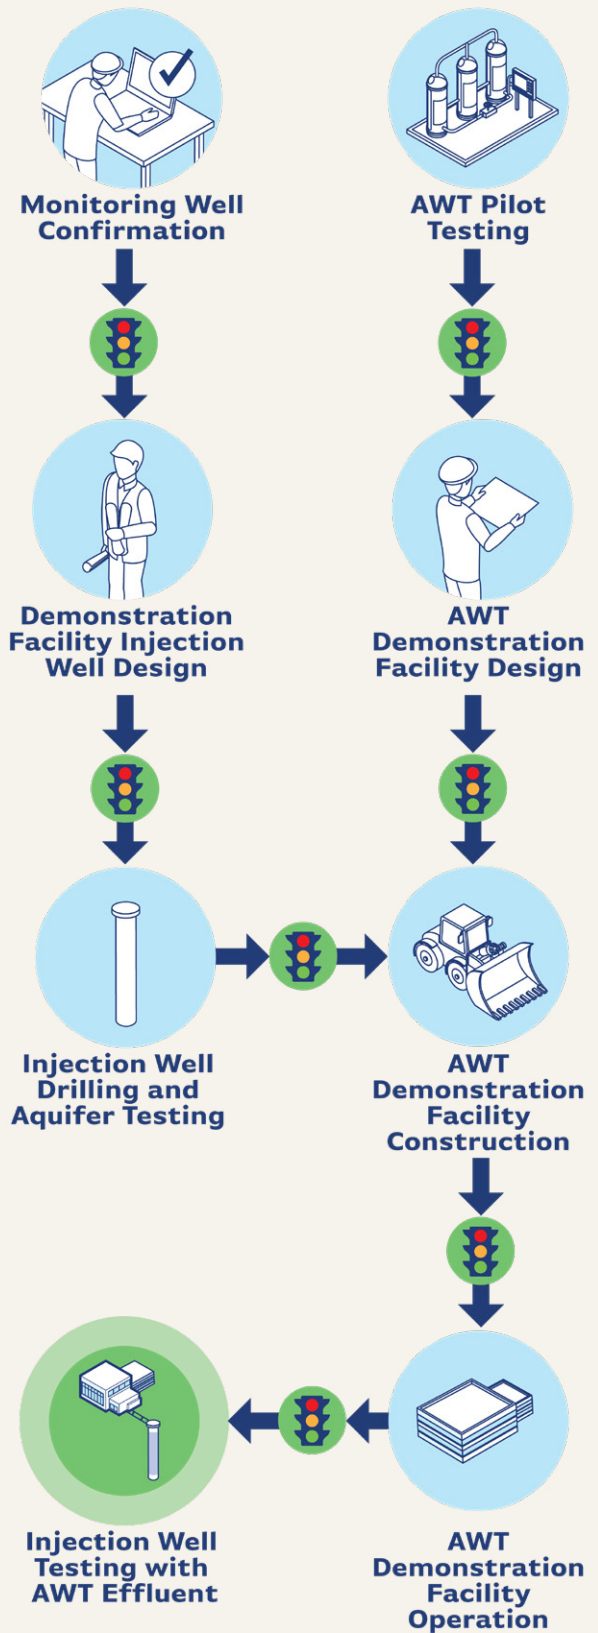 Monitoring Well
Confirmation
AWT Pilot
Testing
Demonstration
Facility Injection
Well Design
AWT
Demonstration
Facility Design
Injection Well
Drilling and
Aquifer Testing
AWT
Demonstration
Facility
Construction
Injection Well
Testing with
AWT Effluent
AWT
Demonstration
Facility
Operation